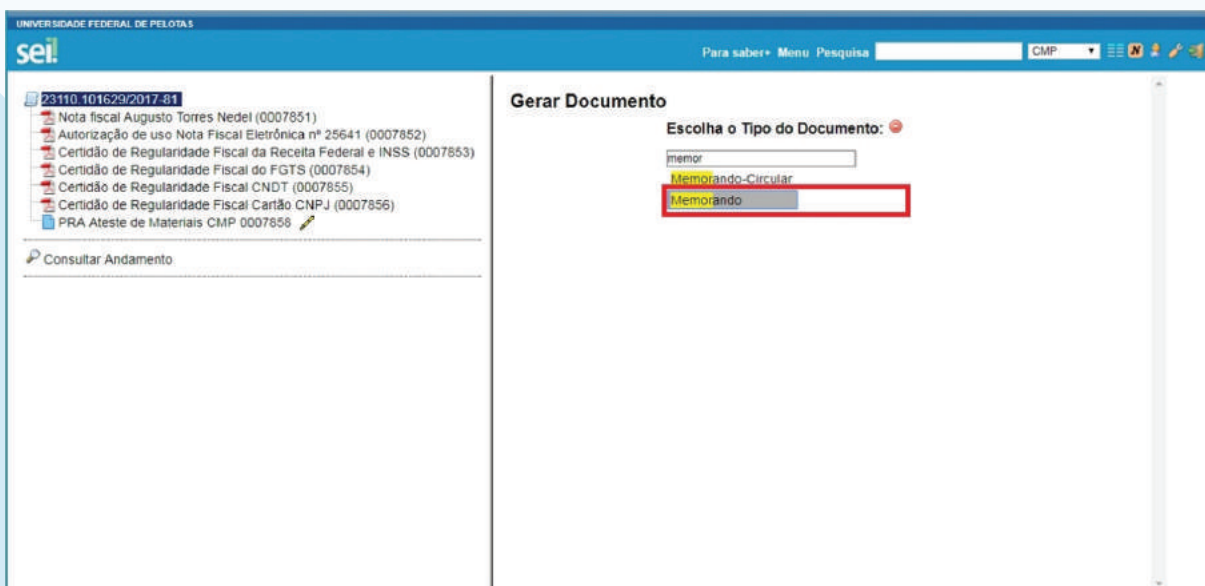 UNIVERSIDADE FEDERAL DE PELOTAS
sei!
Para saber+ Menu Pesquisa
CMP
N
23110.101629/2017-81
Nota fiscal Augusto Torres Nedel (0007851)
Autorização de uso Nota Fiscal Eletrônica nº 25641 (0007852)
Certidão de Regularidade Fiscal da Receita Federal e INSS (0007853)
Certidão de Regularidade Fiscal do FGTS (0007854)
Certidão de Regularidade Fiscal CNDT (0007855)
Certidão de Regularidade Fiscal Cartão CNPJ (0007856)
PRA Ateste de Materiais CMP 0007858
Consultar Andamento
Gerar Documento
Escolha o Tipo do Documento:
memor
Memorando-Circular
Memorando